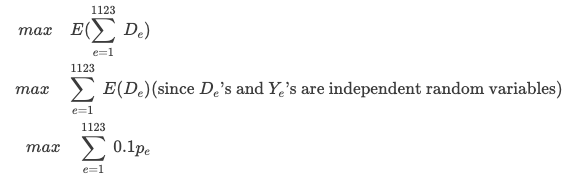 max E(∑_{e=1}^{1123} D_e)
max ∑_{e=1}^{1123} E(D_e)(since D_e's and Y_e's are independent random variables)
max ∑_{e=1}^{1123} 0.1p_e